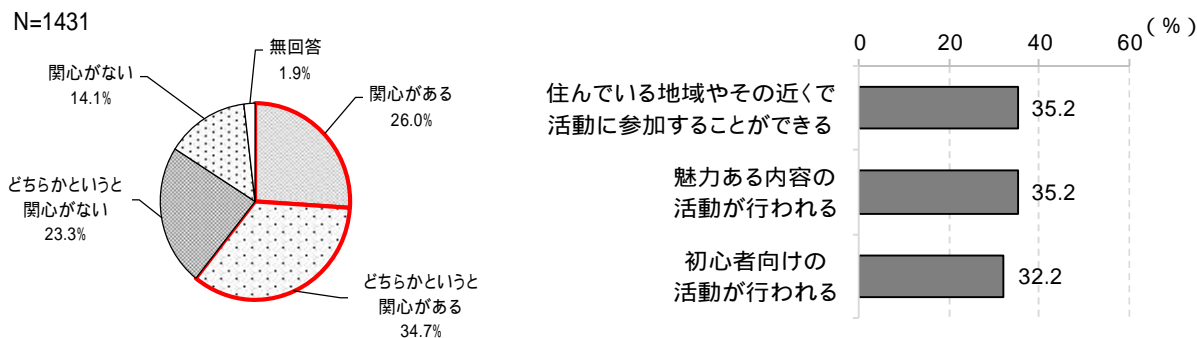 N=1431
無回答
1.9%
関心がある
26.0%
どちらかというと
関心がある
34.7%
どちらかというと
関心がない
23.3%
関心がない
14.1%
(%)
0 20 40 60
住んでいる地域やその近くで
活動に参加することができる
35.2
魅力ある内容の
活動が行われる
35.2
初心者向けの
活動が行われる
32.2